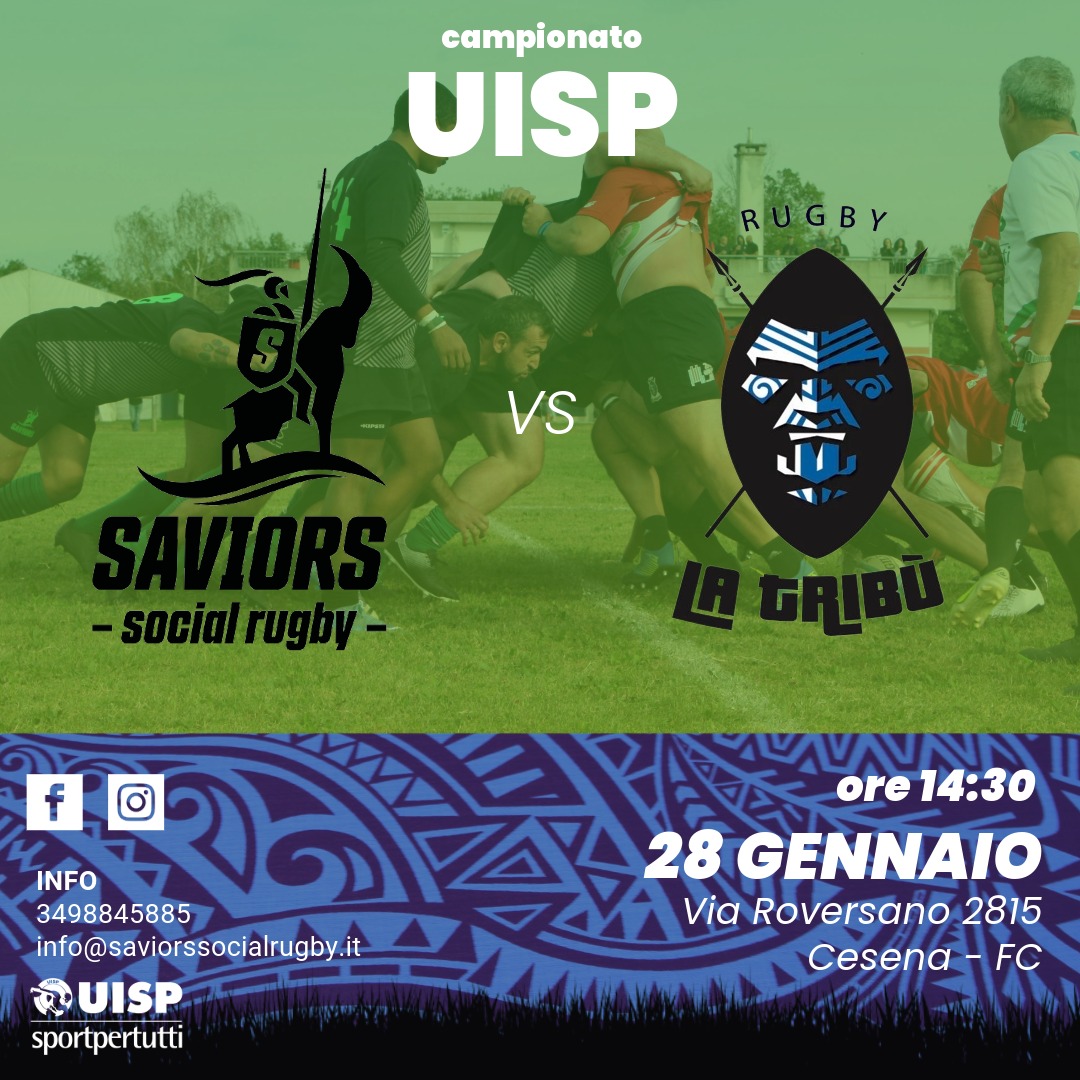 campionato
UISP
RUGBY
S
VS
SAVIORS
- social rugby -
LA TRIBŪ
ore 14:30
28 GENNAIO
Via Roversano 2815
Cesena - FC
INFO
3498845885
info@saviorssocialrugby.it
UISP
sportpertutti